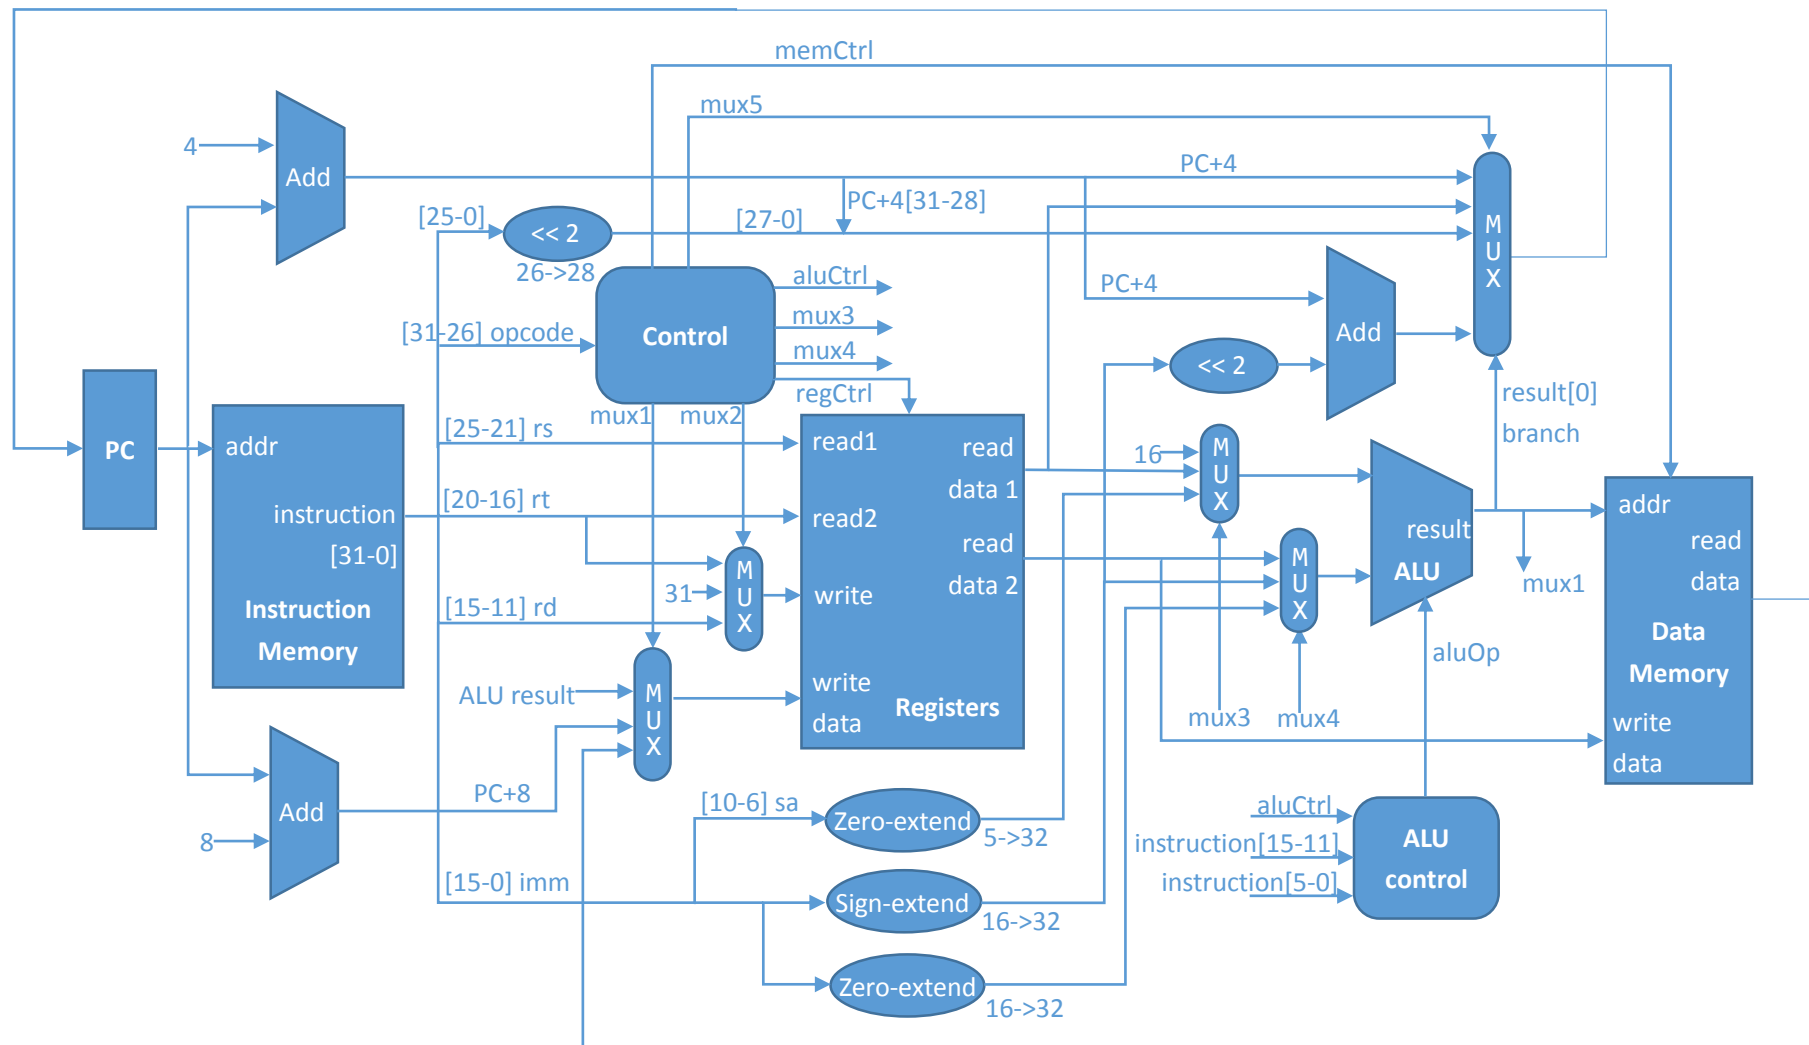 memCtrl
mux5
4
Add
PC+4
PC+4[31-28]
[25-0]
<< 2
[27-0]
26->28
M
U
X
aluCtrl
PC+4
mux3
[31-26] opcode
Control
mux4
Add
<< 2
regCtrl
mux1
mux2
result[0]
branch
PC
addr
instruction
[31-0]
Instruction
Memory
[25-21] rs
[20-16] rt
[15-11] rd
31
M
U
X
read1
read2
write
write
data
read
data 1
read
data 2
Registers
16
M
U
X
M
U
X
mux3
mux4
result
ALU
aluOp
mux1
addr
read
data
Data
Memory
write
data
ALU result
M
U
X
PC+8
Add
8
[10-6] sa
Zero-extend
5->32
[15-0] imm
Sign-extend
16->32
Zero-extend
16->32
aluCtrl
instruction[15-11]
instruction[5-0]
ALU
control